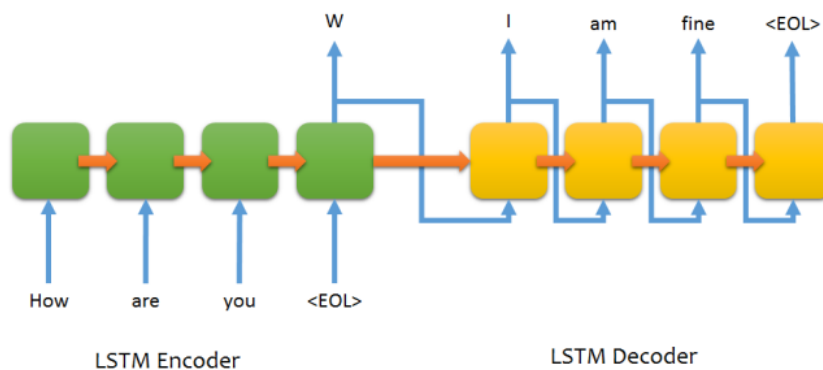 W I am fine <EOL>
How are you <EOL>
LSTM Encoder LSTM Decoder